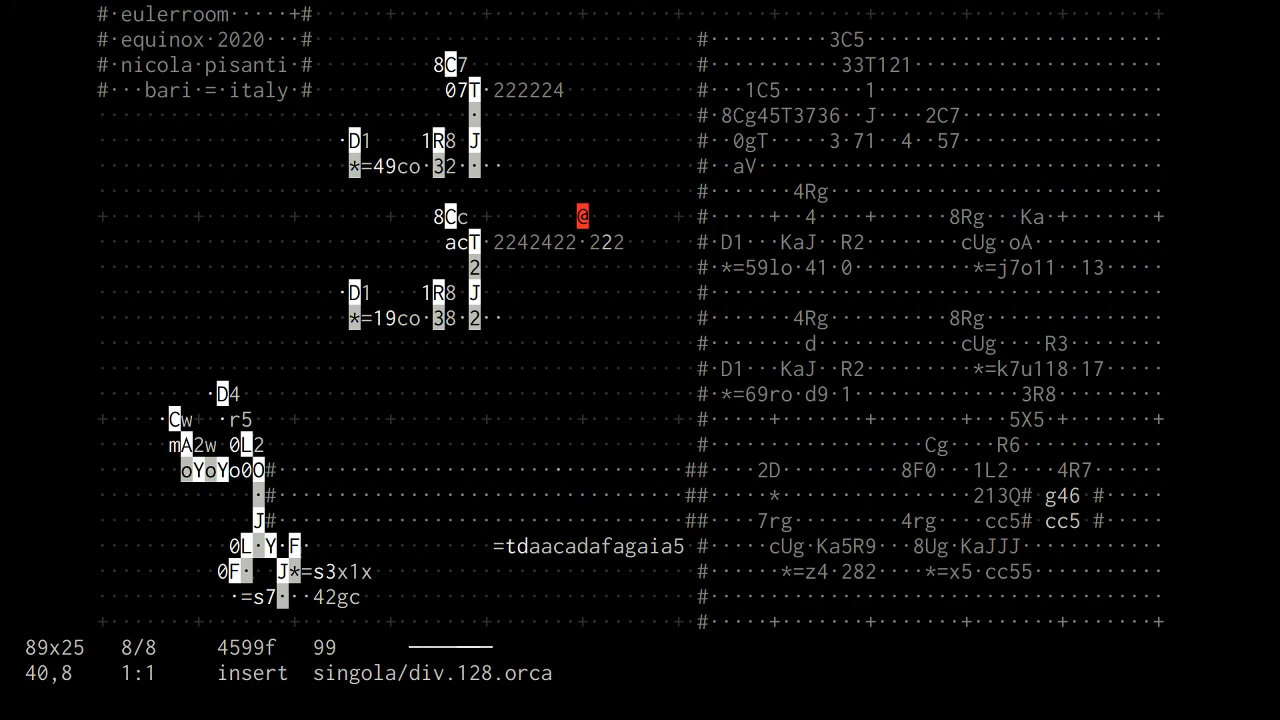 # eulerroom +#
# equinox 2020 # # 3C5
# nicola pisanti # 8C7 # 33T121
# bari = italy # 07T 222224 # 1C5 1
# 8Cg45T3736 J 2C7
D1 1R8 J # 0gT 3 71 4 57
*=49co 32 # aV
# 4Rg
8Cc @ # + 4 + 8Rg Ka + +
acT 2242422 222 # D1 KaJ R2 cUg oA
2 # *=59lo 41 0 *=j7o11 13
D1 1R8 J #
*=19co 38 2 # 4Rg 8Rg
# d cUg R3
# D1 KaJ R2 *=k7u118 17
D4 # *=69ro d9 1 3R8
Cw r5 # + + 5X5 + +
mA2w 0L2 # Cg R6
oYoYo0O# ## 2D 8F0 1L2 4R7
# ## * 213Q# g46 #
J# ## 7rg 4rg cc5# cc5 #
0L Y F =tdaacadafagaia5 # cUg Ka5R9 8Ug KaJJJ
0F J*=s3x1x # *=z4 282 *=x5 cc55
=s7 42gc #
# + + + +
89x25 8/8 4599f 99
40,8 1:1 insert singola/div.128.orca